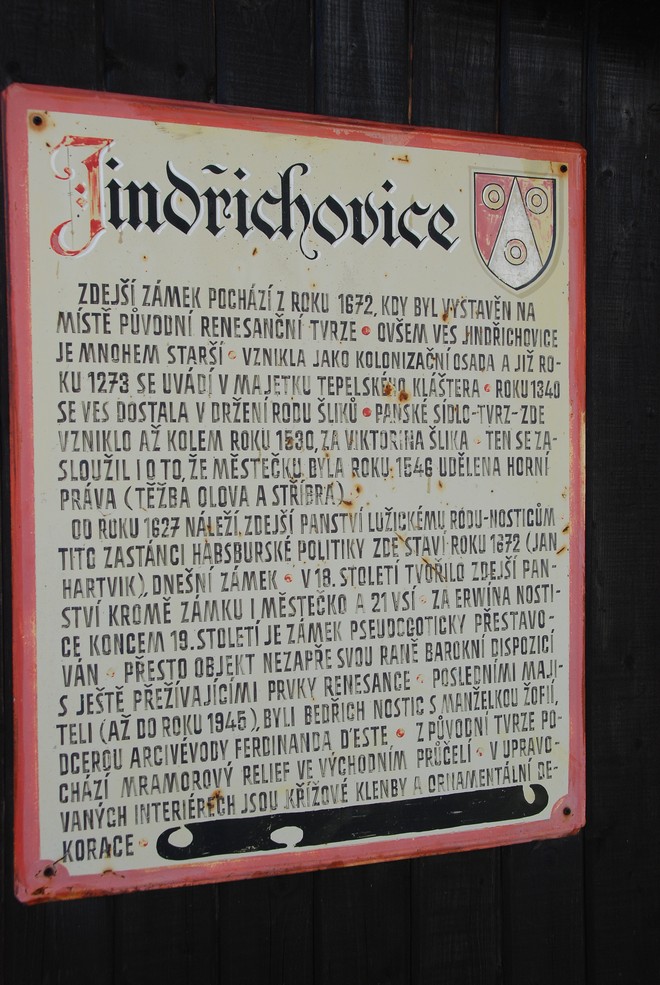 Jindřichovice
ZDEJŠÍ ZÁMEK POCHÁZÍ Z ROKU 1672, KDY BYL VYSTAVĚN NA
MÍSTĚ PŮVODNÍ RENESANČNÍ TVRZE • OVŠEM VES JINDŘICHOVICE
JE MNOHEM STARŠÍ • VZNIKLA JAKO KOLONIZAČNÍ OSADA A JIŽ RO-
KU 1273 SE UVÁDÍ V MAJETKU TEPELSKÉHO KLÁŠTERA • ROKU 1340
SE VES DOSTALA V DRŽENÍ RODU ŠLIKŮ • PANSKÉ SÍDLO-TVRZ-ZDE
VZNIKLO AŽ KOLEM ROKU 1530, ZA VIKTORINA ŠLIKA • TEN SE ZA-
SLOUŽIL I O TO, ŽE MĚSTEČKU BYLA ROKU 1546 UDĚLENA HORNÍ
PRÁVA (TĚŽBA OLOVA A STŘÍBRA).
OD ROKU 1627 NÁLEŽÍ ZDEJŠÍ PANSTVÍ LUŽICKÉMU RODU-NOSTICŮM
TITO ZASTÁNCI HABSBURSKÉ POLITIKY ZDE STAVÍ ROKU 1672 (JAN
HARTVIK), DNEŠNÍ ZÁMEK • V 18. STOLETÍ TVOŘILO ZDEJŠÍ PAN-
STVÍ KROMĚ ZÁMKU I MĚSTEČKO A 21 VSÍ • ZA ERWÍNA NOSTI-
CE KONCEM 19. STOLETÍ JE ZÁMEK PSEUDOGOTICKY PŘESTAVO-
VÁN • PŘESTO OBJEKT NEZAPŘE SVOU RANĚ BAROKNÍ DISPOZICÍ
S JEŠTĚ PŘEŽÍVAJÍCÍMI PRVKY RENESANCE • POSLEDNÍMI MAJI-
TELI (AŽ DO ROKU 1945), BYLI BEDŘICH NOSTIC S MANŽELKOU ŽOFIÍ,
DCEROU ARCIVÉVODY FERDINANDA D'ESTE • Z PŮVODNÍ TVRZE PO-
CHÁZÍ MRAMOROVÝ RELIEF VE VÝCHODNÍM PRŮČELÍ • V UPRAVO-
VANÝCH INTERIÉRECH JSOU KŘÍŽOVÉ KLENBY A ORNAMENTÁLNÍ DE-
KORACE •